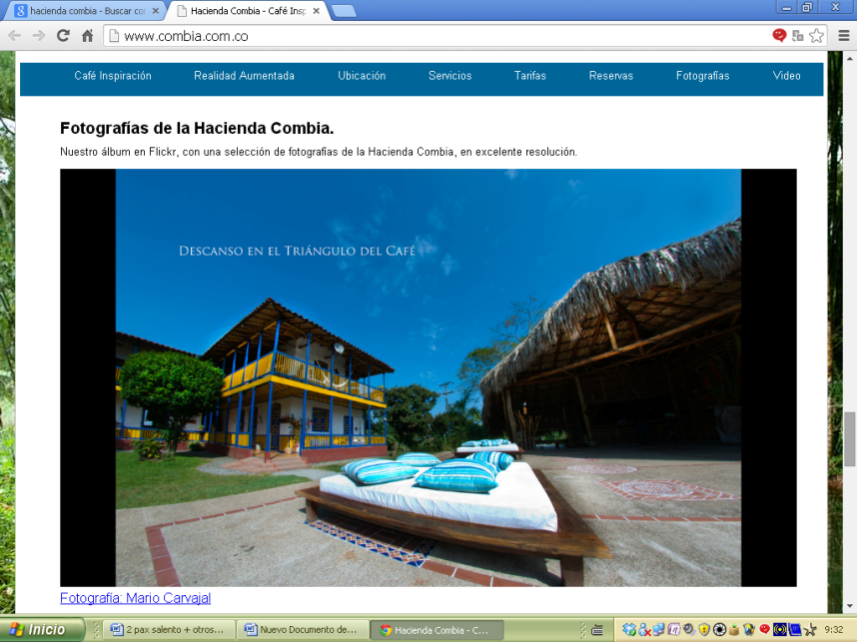 hacienda combia - Buscar co
Hacienda Combia - Café Insp
www.combia.com.co
Café Inspiración Realidad Aumentada Ubicación Servicios Tarifas Reservas Fotografías Video
Fotografías de la Hacienda Combia.
Nuestro álbum en Flickr, con una selección de fotografías de la Hacienda Combia, en excelente resolución.
DESCANSO EN EL TRIÁNGULO DEL CAFÉ
Fotografía: Mario Carvajal
Inicio 2 pax salento + otros... Nuevo Documento de... Hacienda Combia - C... 9:32